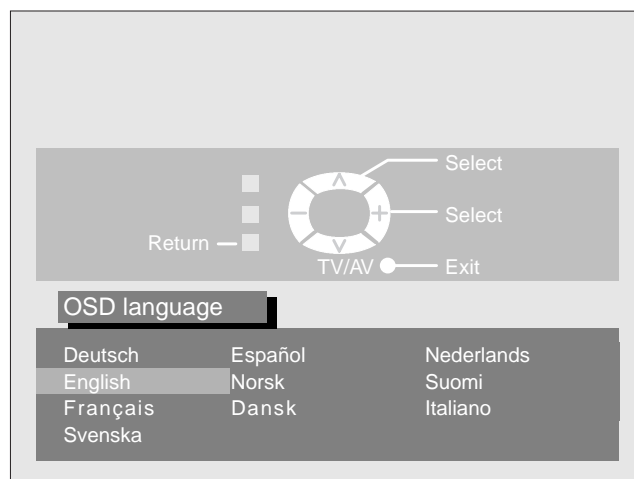 Select
Select
Return
TV/AV Exit
OSD language
Deutsch Español Nederlands
English Norsk Suomi
Français Dansk Italiano
Svenska